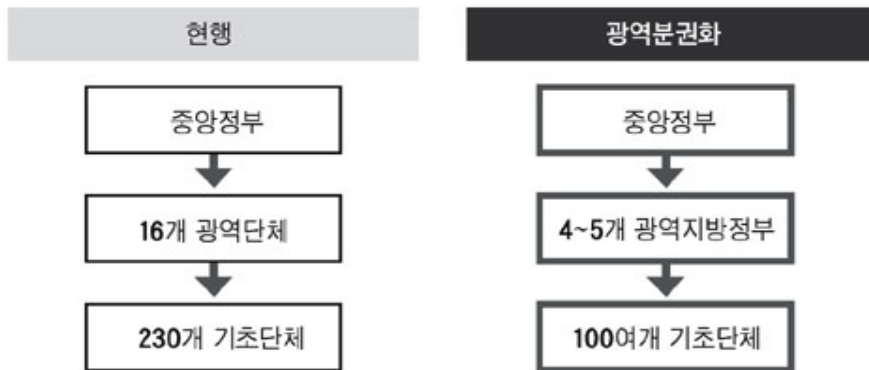 현행
중앙정부
16개 광역단체
230개 기초단체
광역분권화
중앙정부
4~5개 광역지방정부
100여개 기초단체